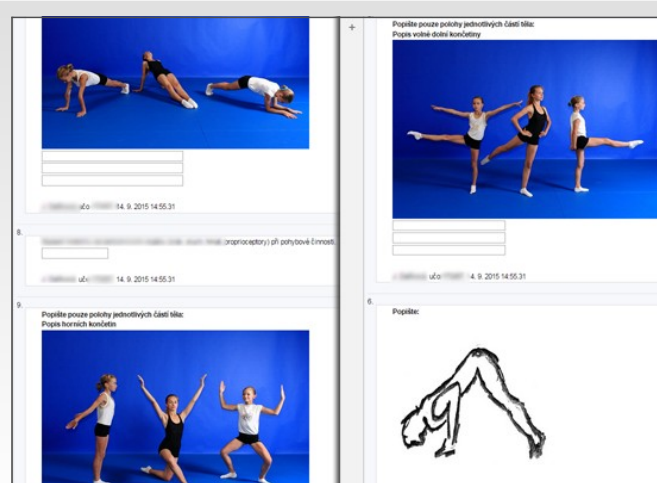 učo 14. 9. 2015 14:55.31
8.
proprioceptory) při pohybové činnosti.
učo 14. 9. 2015 14:55.31
9.
Popište pouze polohy jednotlivých částí těla:
Popis horních končetin
+
Popište pouze polohy jednotlivých částí těla:
Popis volné dolní končetiny
učo 4. 9. 2015 14:55.31
6.
Popište: